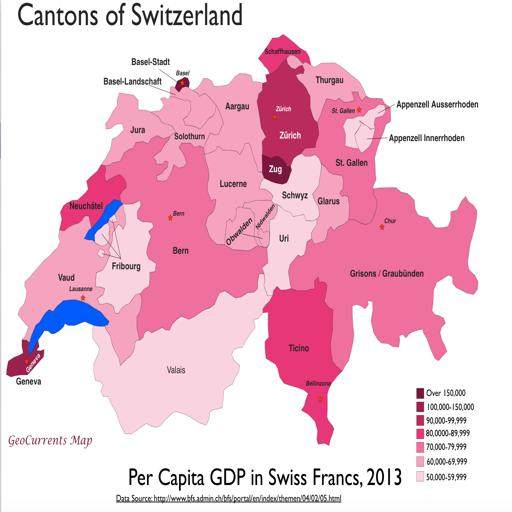 Cantons of Switzerland
Schaffhausen
Basel-Stadt
Basel
Basel-Landschaft
Thurgau
Aargau
Zürich
St. Gallen
Appenzell Ausserrhoden
Jura
Solothurn
Zürich
Appenzell Innerrhoden
St. Gallen
Zug
Lucerne
Schwyz
Glarus
Neuchâtel
Bern
Obwalden
Nidwalden
Chur
Uri
Bern
Fribourg
Grisons / Graubünden
Vaud
Lausanne
Ticino
Geneva
Valais
Geneva
Bellinzona
Over 150,000
100,000-150,000
90,000-99,999
80,0000-89,999
70,000-79,999
60,000-69,999
50,000-59,999
GeoCurrents Map
Per Capita GDP in Swiss Francs, 2013
Data Source: http://www.bfs.admin.ch/bfs/portal/en/index/themen/04/02/05.html